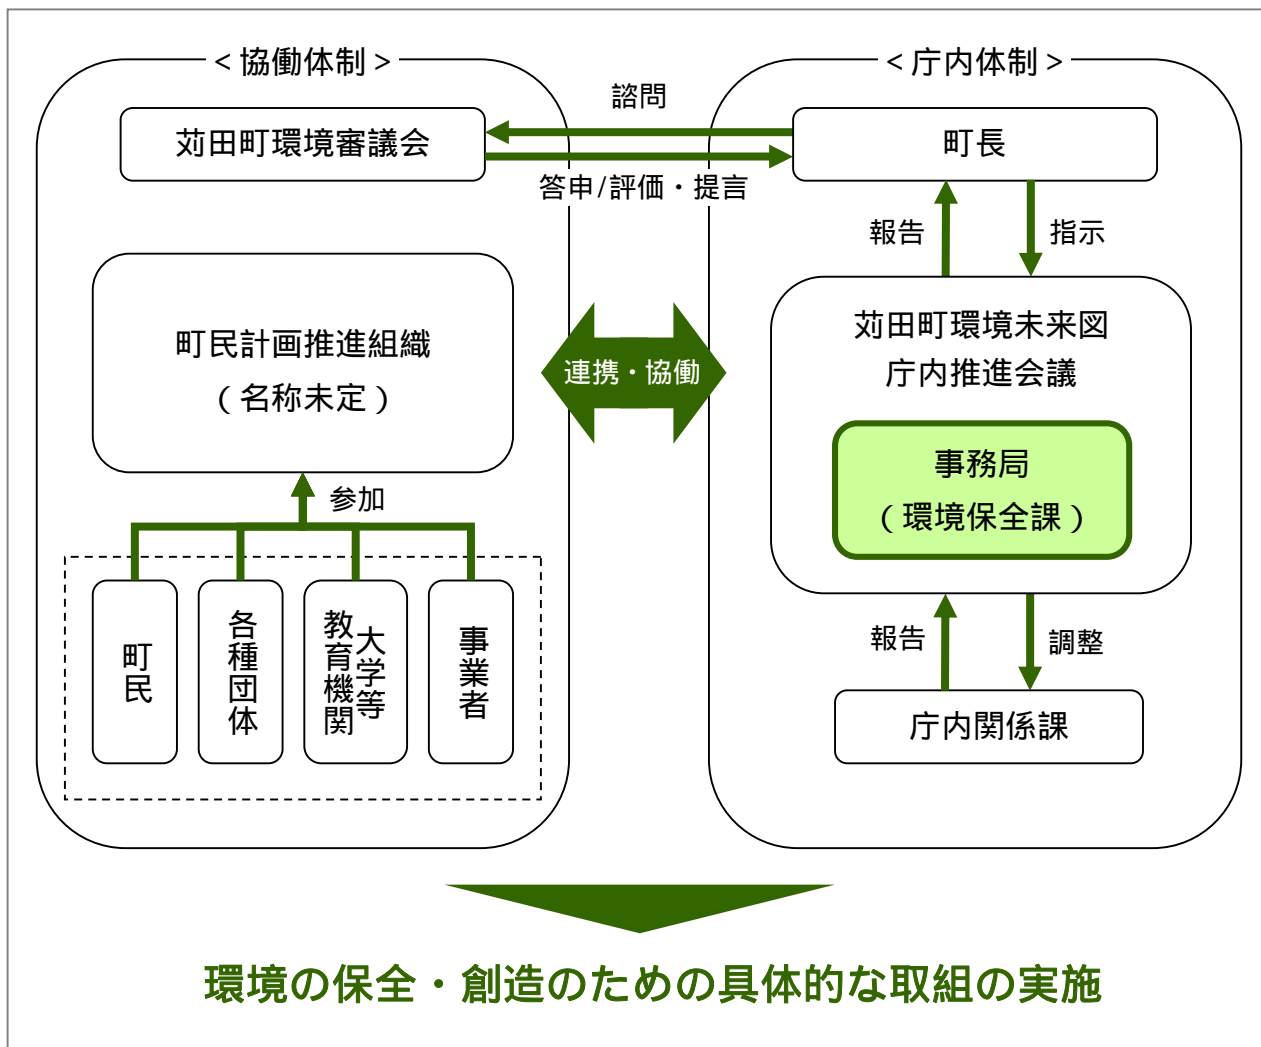 ＜協働体制＞
＜庁内体制＞
苅田町環境審議会
諮問
町長
答申/評価・提言
報告
指示
町民計画推進組織
（名称未定）
連携・協働
苅田町環境未来図
庁内推進会議
事務局
（環境保全課）
参加
町民
各種団体
大学等
教育機関
事業者
報告
調整
庁内関係課
環境の保全・創造のための具体的な取組の実施